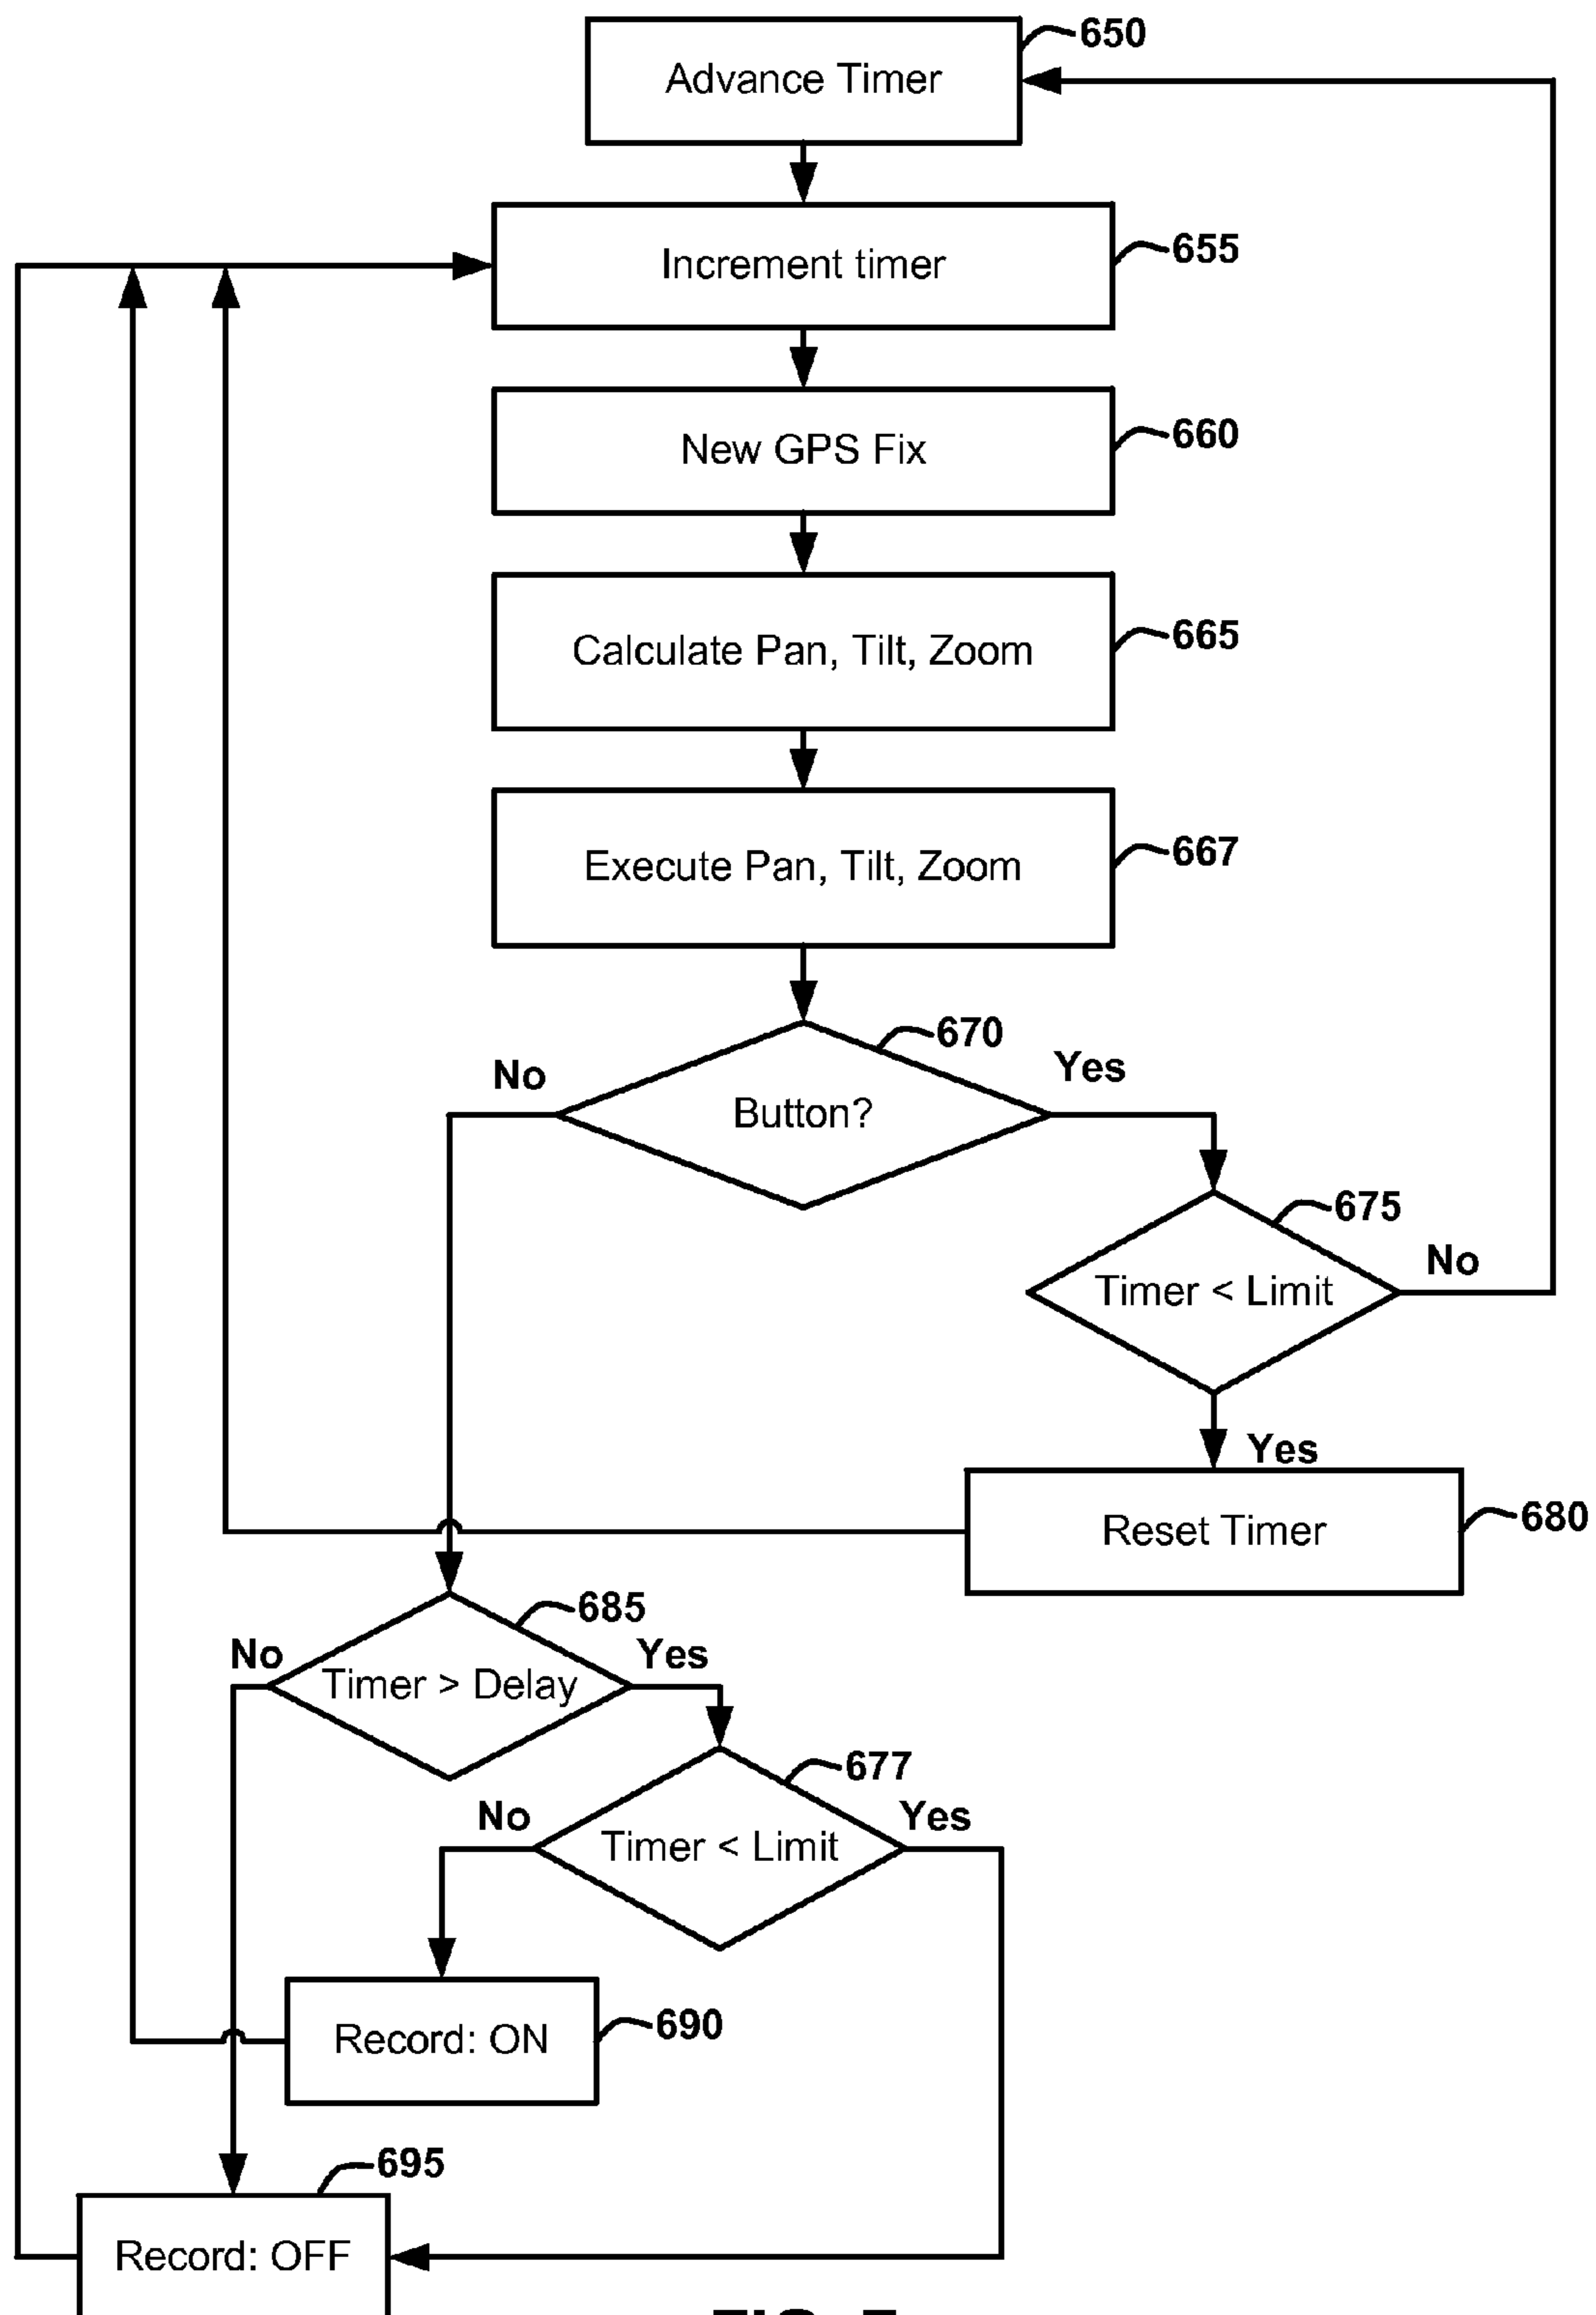 650
Advance Timer
655
Increment timer
660
New GPS Fix
665
Calculate Pan, Tilt, Zoom
667
Execute Pan, Tilt, Zoom
670
No
Yes
Button?
675
No
Timer < Limit
Yes
Reset Timer
680
685
No
Yes
Timer > Delay
677
No
Yes
Timer < Limit
Record: ON
690
695
Record: OFF